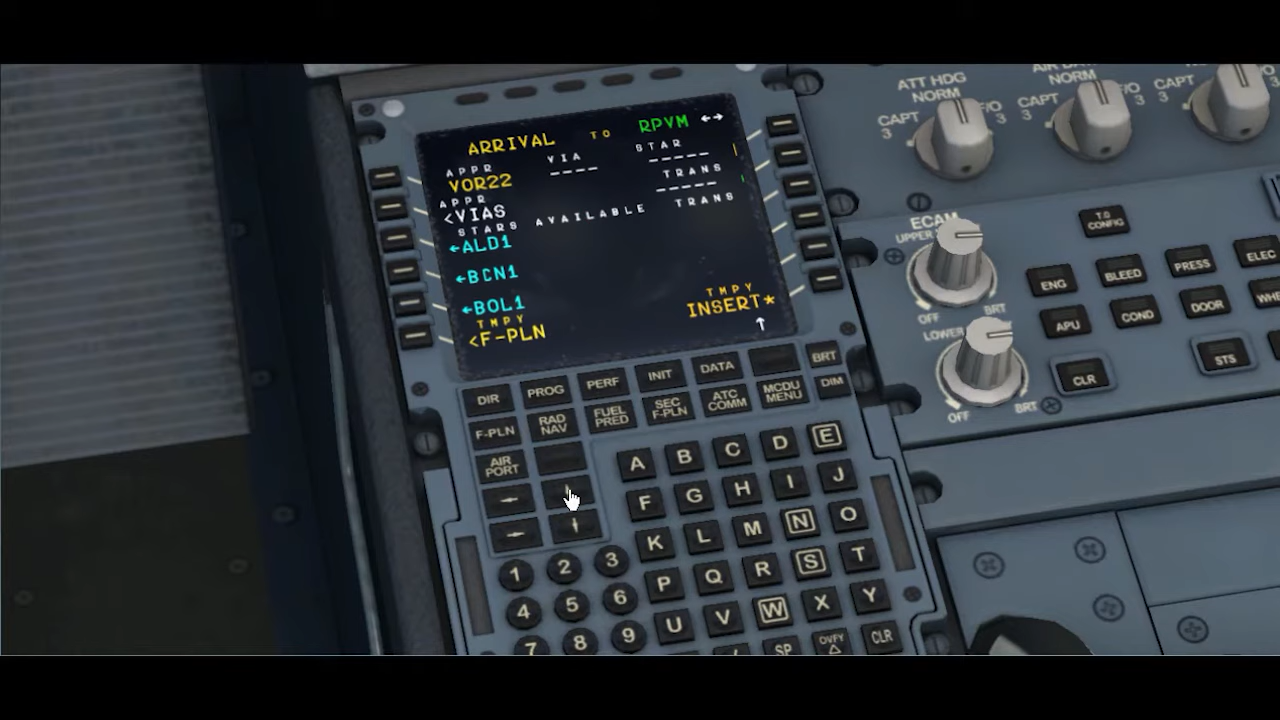 ARRIVAL TO RPVM ←→
APPR VIA STAR
VOR22 ---- -----
APPR TRANS
<VIAS -----
STARS AVAILABLE TRANS
←ALD1
←BCN1
←BOL1
TMPY TMPY
<F-PLN INSERT*
↑
DIR PROG PERF INIT DATA BRT
F-PLN RAD NAV FUEL PRED SEC F-PLN ATC COMM MCDU MENU DIM
AIR PORT
A B C D E
F G H I J
K L M N O
P Q R S T
U V W X Y
SP OVFY △ CLR
1 2 3
4 5 6
7 8 9
ATT HDG
NORM
CAPT 3 F/O 3
NORM
CAPT 3 F/O 3
CAPT 3
ECAM
UPPER
OFF BRT
LOWER
OFF BRT
T.O CONFIG
ENG BLEED PRESS ELEC
APU COND DOOR
CLR STS